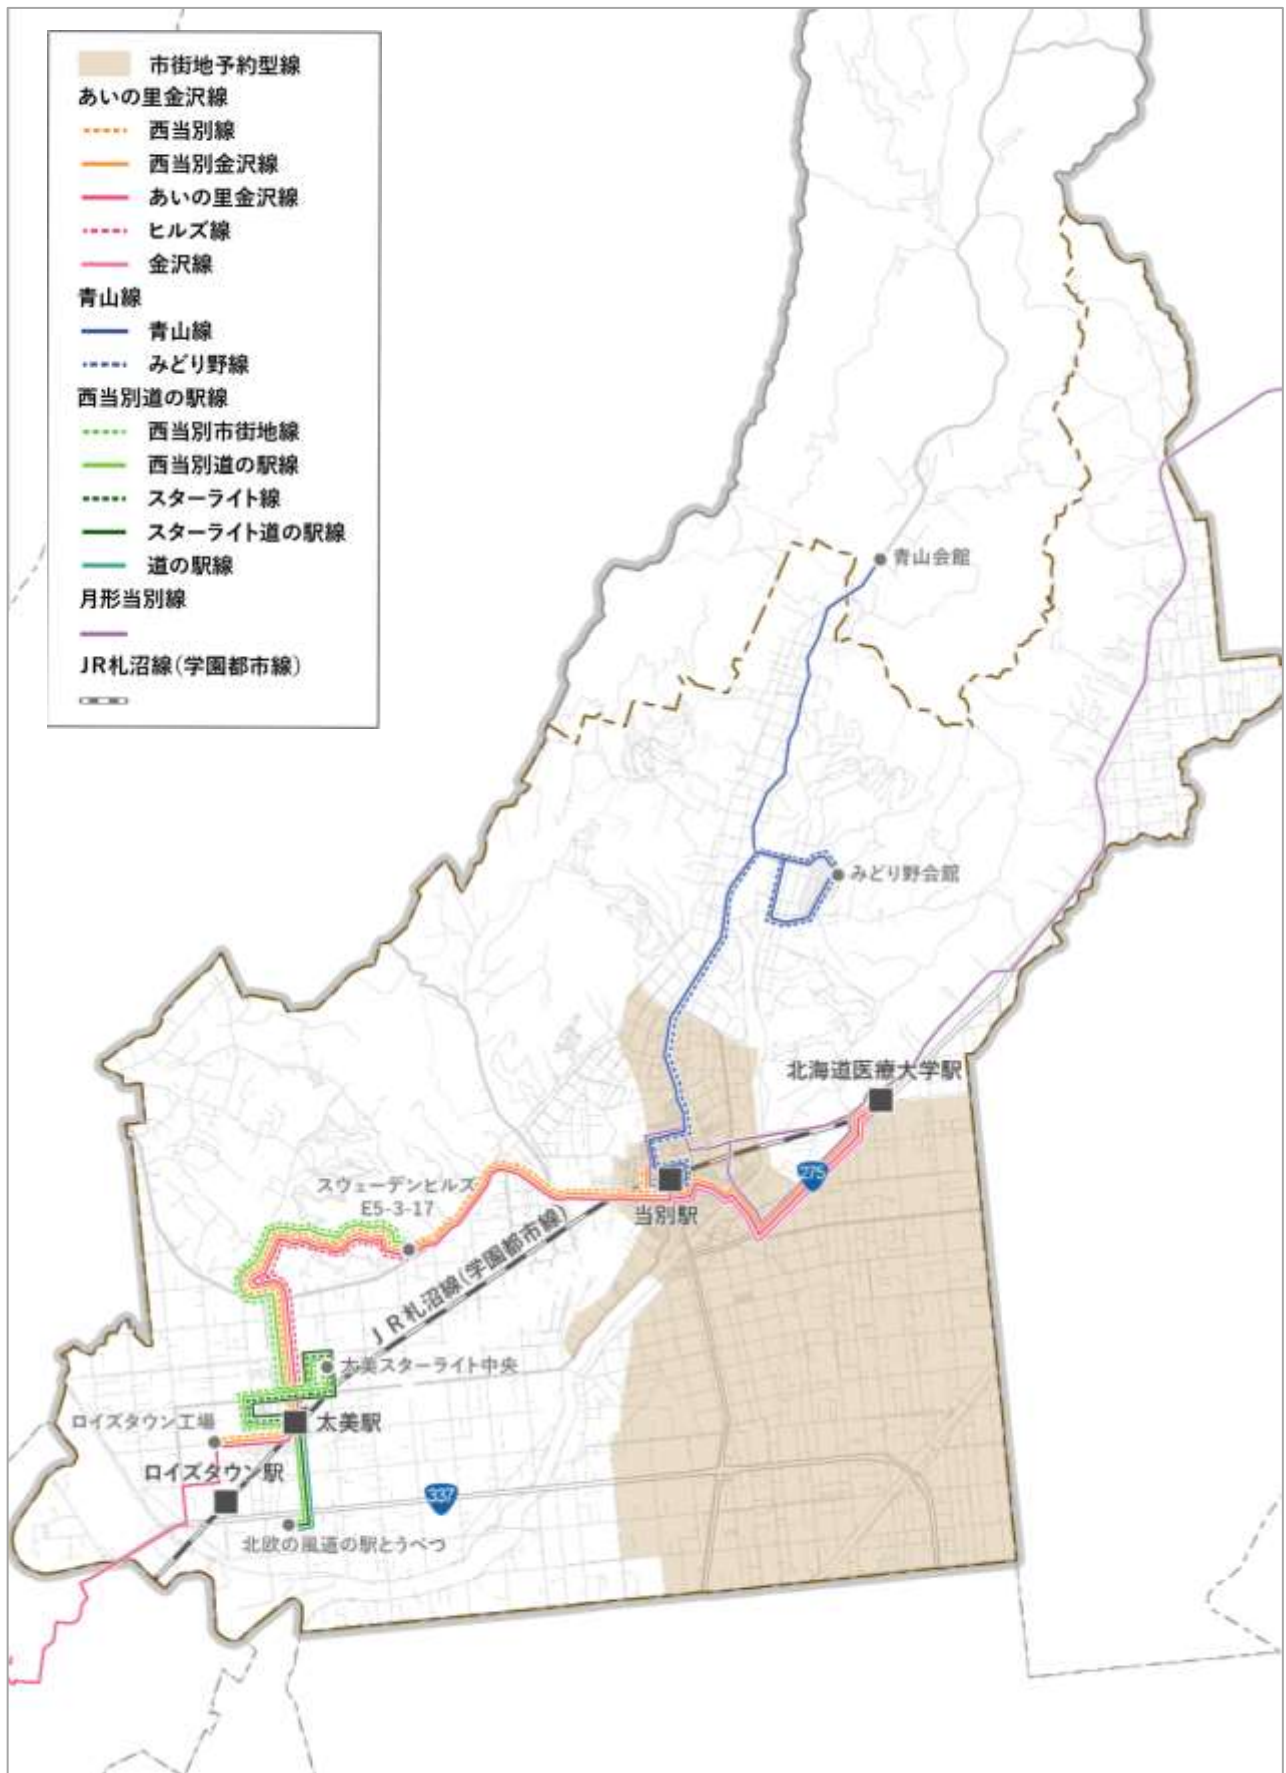 市街地予約型線
あいの里金沢線
西当別線
西当別金沢線
あいの里金沢線
ヒルズ線
金沢線
青山線
青山線
みどり野線
西当別道の駅線
西当別市街地線
西当別道の駅線
スターライト線
スターライト道の駅線
道の駅線
月形当別線
JR札沼線(学園都市線)
青山会館
みどり野会館
北海道医療大学駅
275
スウェーデンヒルズ
E5-3-17
当別駅
JR札沼線(学園都市線)
太美スターライト中央
ロイズタウン工場
太美駅
ロイズタウン駅
337
北欧の風道の駅とうべつ